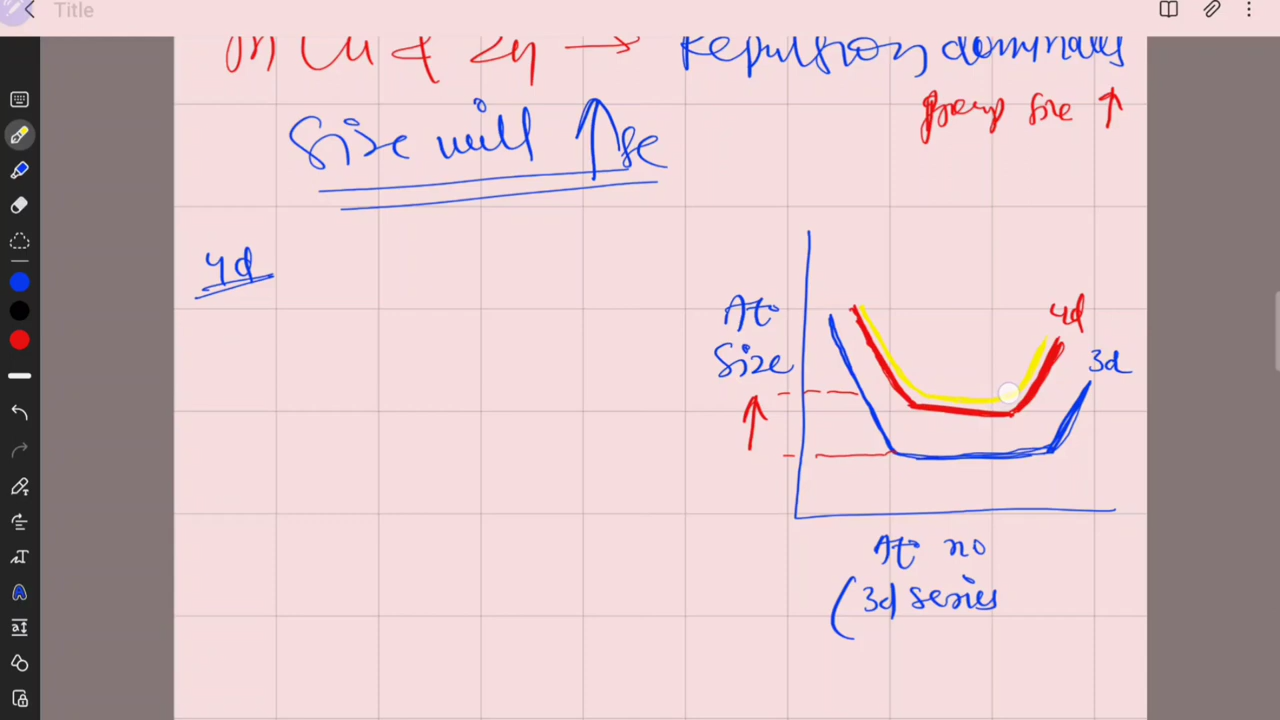 Title
in Cu & Zn → Repulsion dominates
group size ↑
Size will ↑se
4d
At. Size ↑
4d
3d
At. no
(3d series